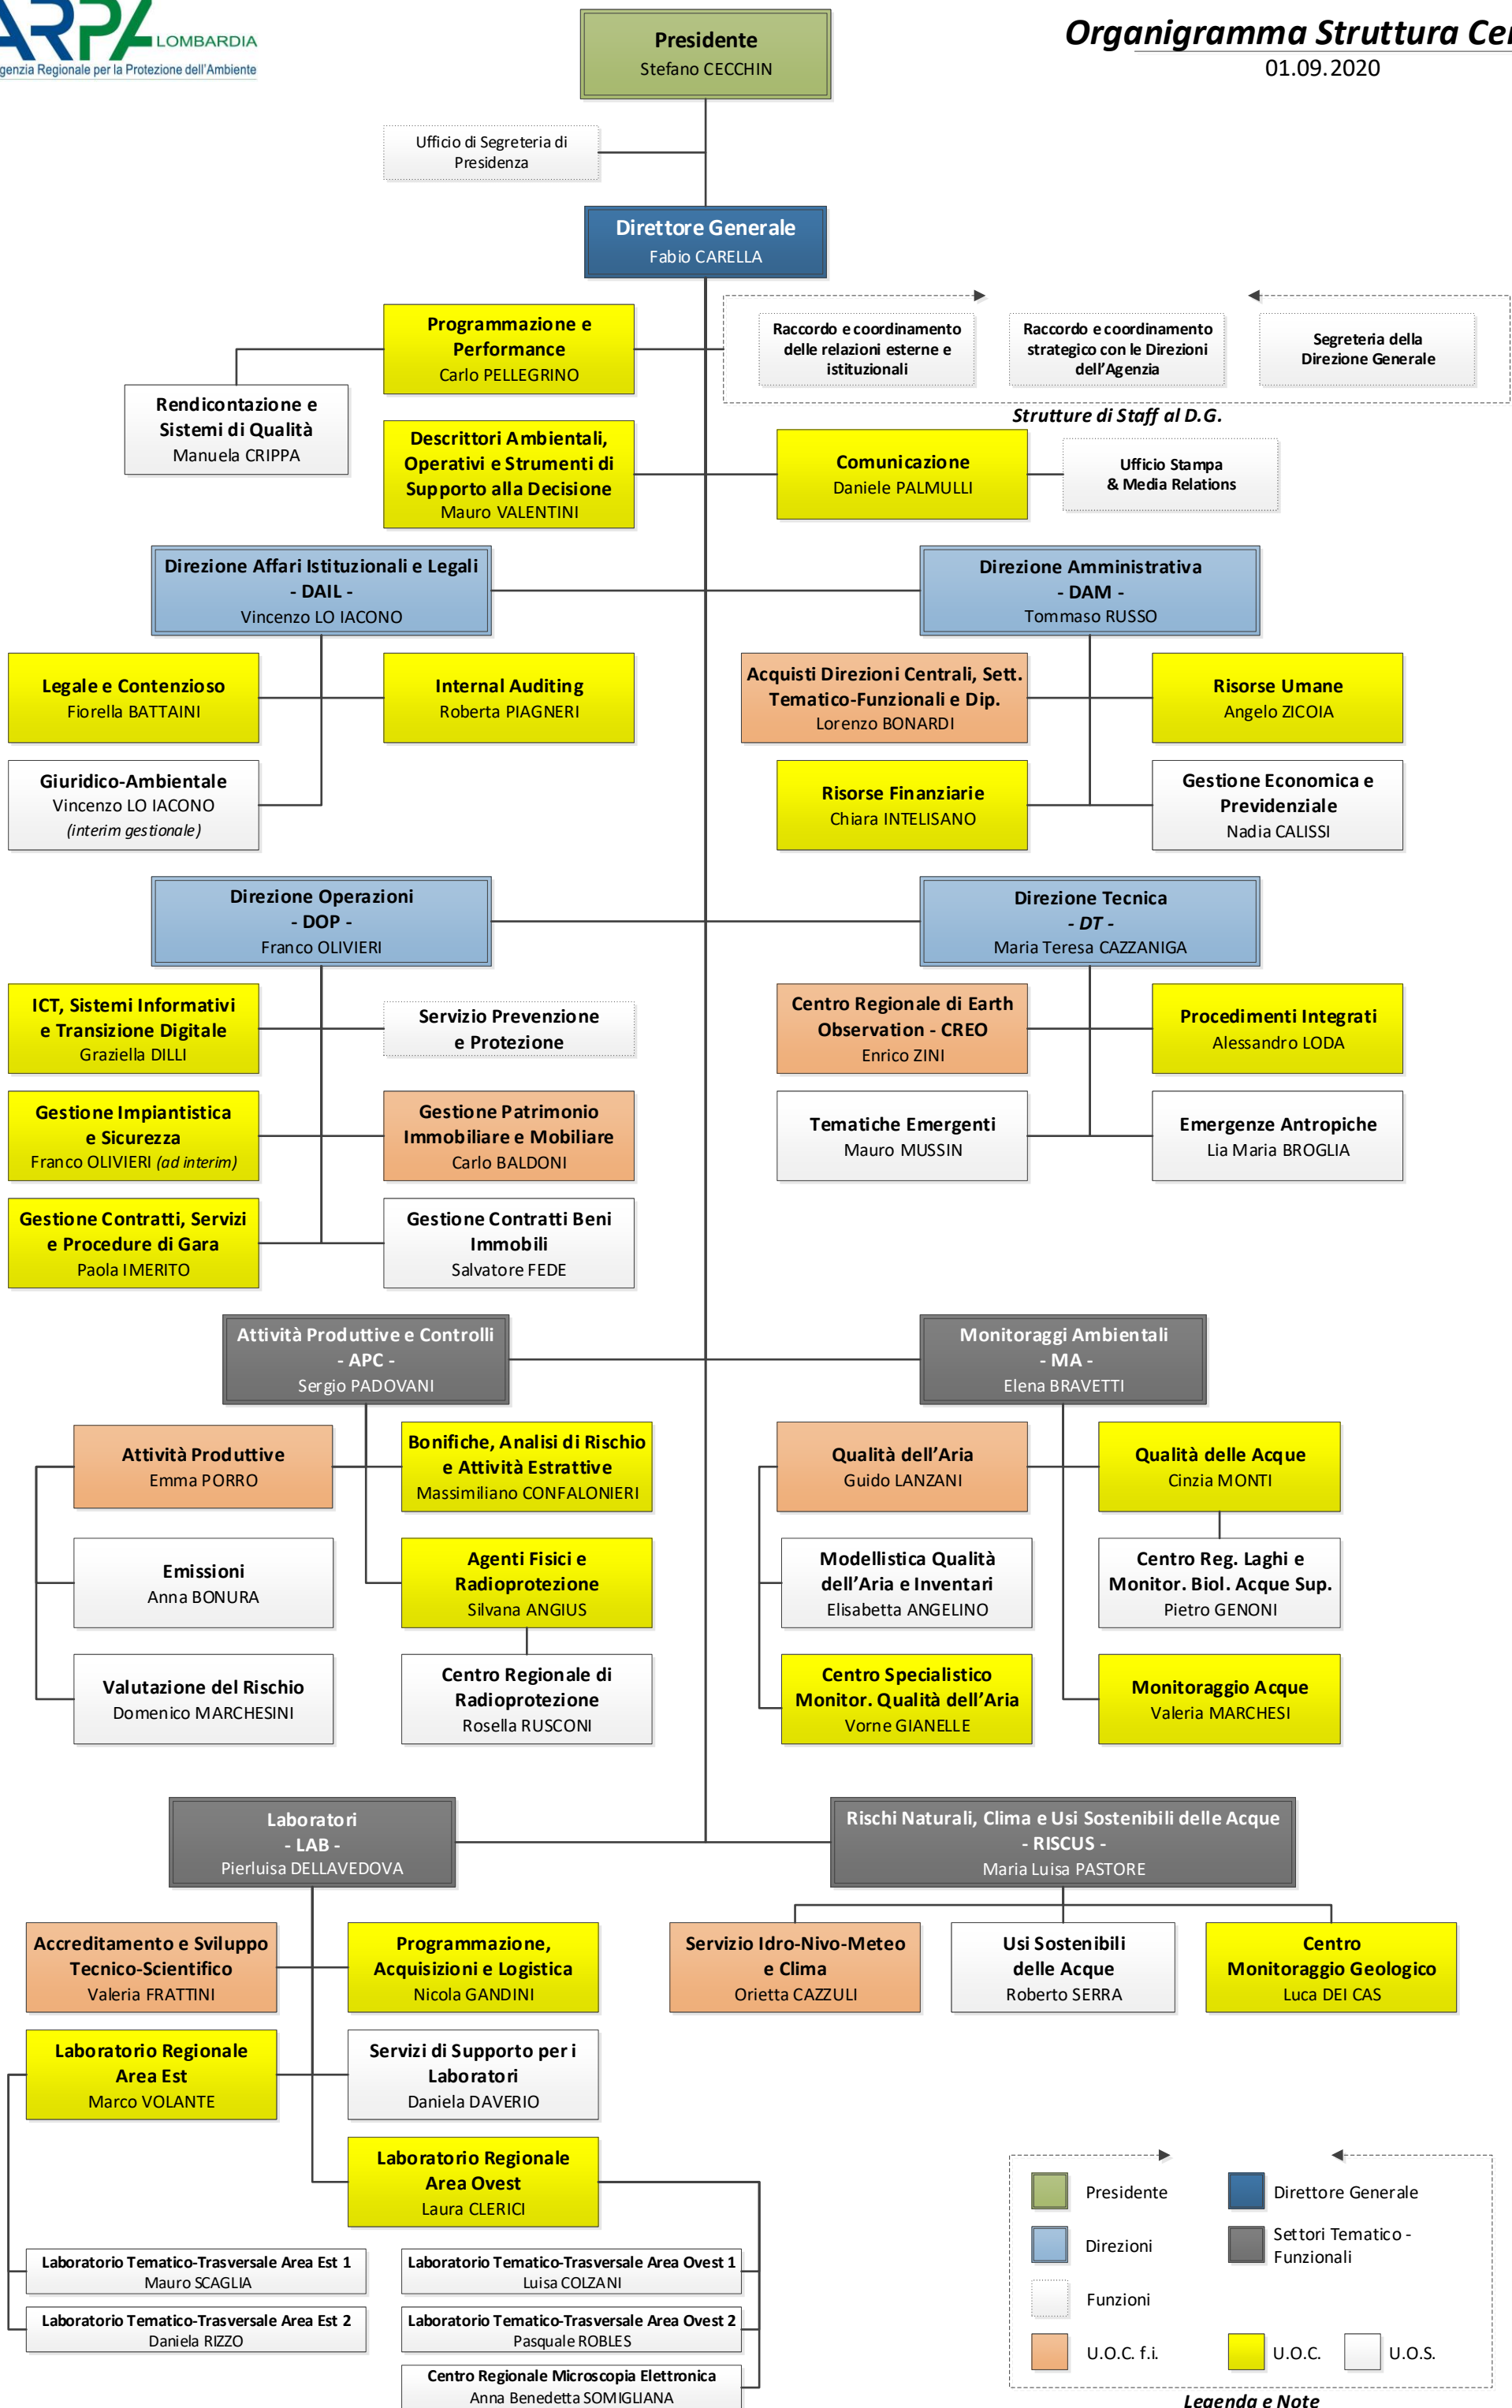 ARPA LOMBARDIA
genzia Regionale per la Protezione dell'Ambiente
Organigramma Struttura Cen
01.09.2020
Presidente
Stefano CECCHIN
Ufficio di Segreteria di
Presidenza
Direttore Generale
Fabio CARELLA
Programmazione e
Performance
Carlo PELLEGRINO
Raccordo e coordinamento
delle relazioni esterne e
istituzionali
Raccordo e coordinamento
strategico con le Direzioni
dell'Agenzia
Segreteria della
Direzione Generale
Strutture di Staff al D.G.
Rendicontazione e
Sistemi di Qualità
Manuela CRIPPA
Descrittori Ambientali,
Operativi e Strumenti di
Supporto alla Decisione
Mauro VALENTINI
Comunicazione
Daniele PALMULLI
Ufficio Stampa
& Media Relations
Direzione Affari Istituzionali e Legali
- DAIL -
Vincenzo LO IACONO
Direzione Amministrativa
- DAM -
Tommaso RUSSO
Legale e Contenzioso
Fiorella BATTAINI
Internal Auditing
Roberta PIAGNERI
Acquisti Direzioni Centrali, Sett.
Tematico-Funzionali e Dip.
Lorenzo BONARDI
Risorse Umane
Angelo ZICOIA
Giuridico-Ambientale
Vincenzo LO IACONO
(interim gestionale)
Risorse Finanziarie
Chiara INTELISANO
Gestione Economica e
Previdenziale
Nadia CALISSI
Direzione Operazioni
- DOP -
Franco OLIVIERI
Direzione Tecnica
- DT -
Maria Teresa CAZZANIGA
ICT, Sistemi Informativi
e Transizione Digitale
Graziella DILLI
Servizio Prevenzione
e Protezione
Centro Regionale di Earth
Observation - CREO
Enrico ZINI
Procedimenti Integrati
Alessandro LODA
Gestione Impiantistica
e Sicurezza
Franco OLIVIERI (ad interim)
Gestione Patrimonio
Immobiliare e Mobiliare
Carlo BALDONI
Tematiche Emergenti
Mauro MUSSIN
Emergenze Antropiche
Lia Maria BROGLIA
Gestione Contratti, Servizi
e Procedure di Gara
Paola IMERITO
Gestione Contratti Beni
Immobili
Salvatore FEDE
Attività Produttive e Controlli
- APC -
Sergio PADOVANI
Monitoraggi Ambientali
- MA -
Elena BRAVETTI
Attività Produttive
Emma PORRO
Bonifiche, Analisi di Rischio
e Attività Estrattive
Massimiliano CONFALONIERI
Qualità dell'Aria
Guido LANZANI
Qualità delle Acque
Cinzia MONTI
Emissioni
Anna BONURA
Agenti Fisici e
Radioprotezione
Silvana ANGIUS
Modellistica Qualità
dell'Aria e Inventari
Elisabetta ANGELINO
Centro Reg. Laghi e
Monitor. Biol. Acque Sup.
Pietro GENONI
Valutazione del Rischio
Domenico MARCHESINI
Centro Regionale di
Radioprotezione
Rosella RUSCONI
Centro Specialistico
Monitor. Qualità dell'Aria
Vorne GIANELLE
Monitoraggio Acque
Valeria MARCHESI
Laboratori
- LAB -
Pierluisa DELLAVEDOVA
Rischi Naturali, Clima e Usi Sostenibili delle Acque
- RISCUS -
Maria Luisa PASTORE
Accreditamento e Sviluppo
Tecnico-Scientifico
Valeria FRATTINI
Programmazione,
Acquisizioni e Logistica
Nicola GANDINI
Servizio Idro-Nivo-Meteo
e Clima
Orietta CAZZULI
Usi Sostenibili
delle Acque
Roberto SERRA
Centro
Monitoraggio Geologico
Luca DEI CAS
Laboratorio Regionale
Area Est
Marco VOLANTE
Servizi di Supporto per i
Laboratori
Daniela DAVERIO
Laboratorio Regionale
Area Ovest
Laura CLERICI
Laboratorio Tematico-Trasversale Area Est 1
Mauro SCAGLIA
Laboratorio Tematico-Trasversale Area Ovest 1
Luisa COLZANI
Laboratorio Tematico-Trasversale Area Est 2
Daniela RIZZO
Laboratorio Tematico-Trasversale Area Ovest 2
Pasquale ROBLES
Centro Regionale Microscopia Elettronica
Anna Benedetta SOMIGLIANA
Presidente
Direttore Generale
Direzioni
Settori Tematico -
Funzionali
Funzioni
U.O.C. f.i.
U.O.C.
U.O.S.
Legenda e Note